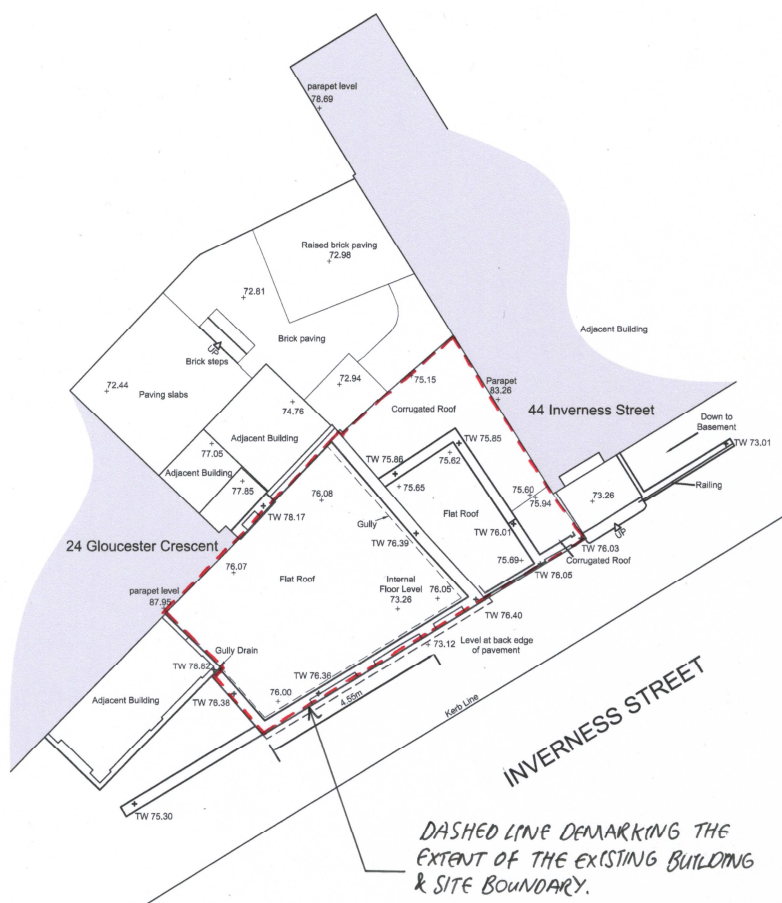 parapet level
78.69
Raised brick paving
72.98
72.81
Brick paving
Adjacent Building
UP
Brick steps
72.44
Paving slabs
72.94
75.15
Parapet
83.26
74.76
Corrugated Roof
44 Inverness Street
Down to
Basement
Adjacent Building
77.05
TW 75.86
TW 75.85
75.62
TW 73.01
Adjacent Building
77.85
76.08
75.65
75.60
75.94
73.26
Railing
TW 78.17
Gully
Flat Roof
TW 76.01
UP
24 Gloucester Crescent
TW 76.39
75.69
TW 76.03
Corrugated Roof
76.07
Flat Roof
Internal
Floor Level
73.26
76.05
TW 76.05
parapet level
87.95
TW 76.40
Level at back edge
of pavement
73.12
Gully Drain
TW 76.62
TW 76.36
Adjacent Building
TW 76.38
76.00
4.55m
Kerb Line
INVERNESS STREET
TW 75.30
DASHED LINE DEMARKING THE
EXTENT OF THE EXISTING BUILDING
& SITE BOUNDARY.